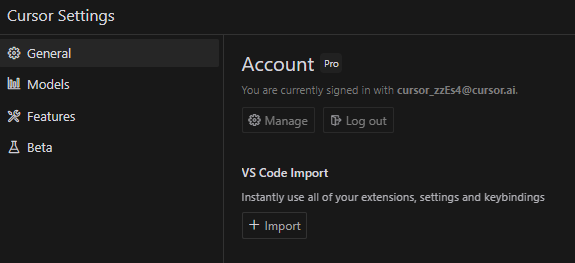 Cursor Settings
General
Models
Features
Beta
Account Pro
You are currently signed in with cursor_zzEs4@cursor.ai.
Manage Log out
VS Code Import
Instantly use all of your extensions, settings and keybindings
+ Import